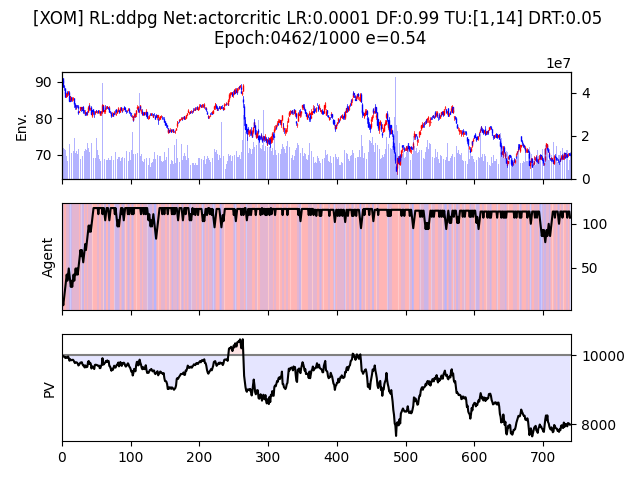 [XOM] RL:ddpg Net:actorcritic LR:0.0001 DF:0.99 TU:[1,14] DRT:0.05
Epoch:0462/1000 e=0.54
1e7
Env.
90
80
70
4
2
0
Agent
100
50
PV
10000
8000
0 100 200 300 400 500 600 700